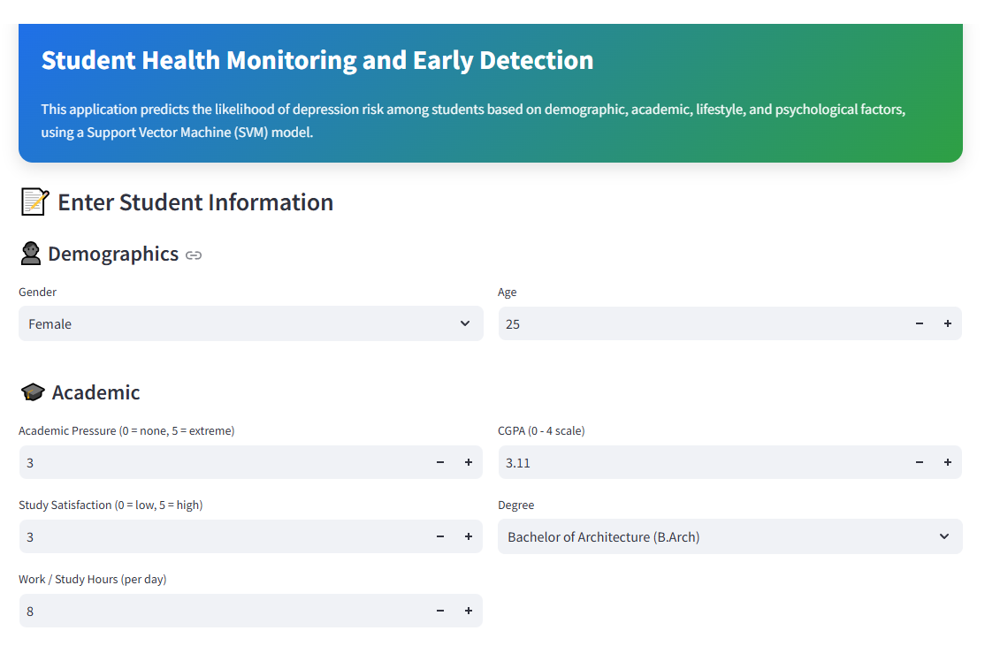 Student Health Monitoring and Early Detection
This application predicts the likelihood of depression risk among students based on demographic, academic, lifestyle, and psychological factors,
using a Support Vector Machine (SVM) model.
Enter Student Information
Demographics
Gender
Age
Female
25
Academic
Academic Pressure (0 = none, 5 = extreme)
CGPA (0 - 4 scale)
3
3.11
Study Satisfaction (0 = low, 5 = high)
Degree
3
Bachelor of Architecture (B.Arch)
Work / Study Hours (per day)
8